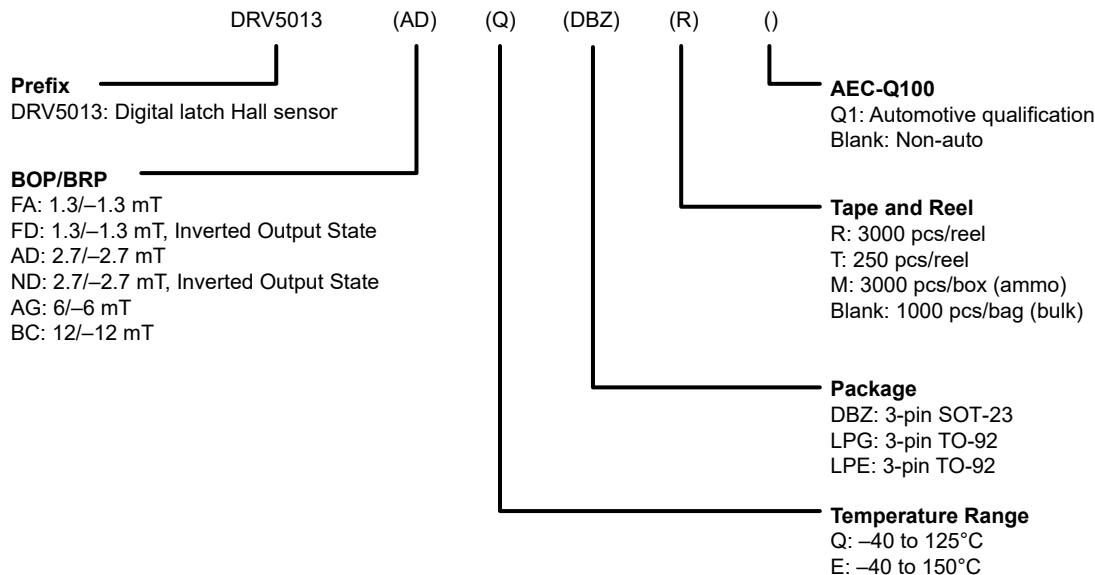 DRV5013 (AD) (Q) (DBZ) (R) ()
Prefix
DRV5013: Digital latch Hall sensor
BOP/BRP
FA: 1.3/–1.3 mT
FD: 1.3/–1.3 mT, Inverted Output State
AD: 2.7/–2.7 mT
ND: 2.7/–2.7 mT, Inverted Output State
AG: 6/–6 mT
BC: 12/–12 mT
AEC-Q100
Q1: Automotive qualification
Blank: Non-auto
Tape and Reel
R: 3000 pcs/reel
T: 250 pcs/reel
M: 3000 pcs/box (ammo)
Blank: 1000 pcs/bag (bulk)
Package
DBZ: 3-pin SOT-23
LPG: 3-pin TO-92
LPE: 3-pin TO-92
Temperature Range
Q: –40 to 125°C
E: –40 to 150°C